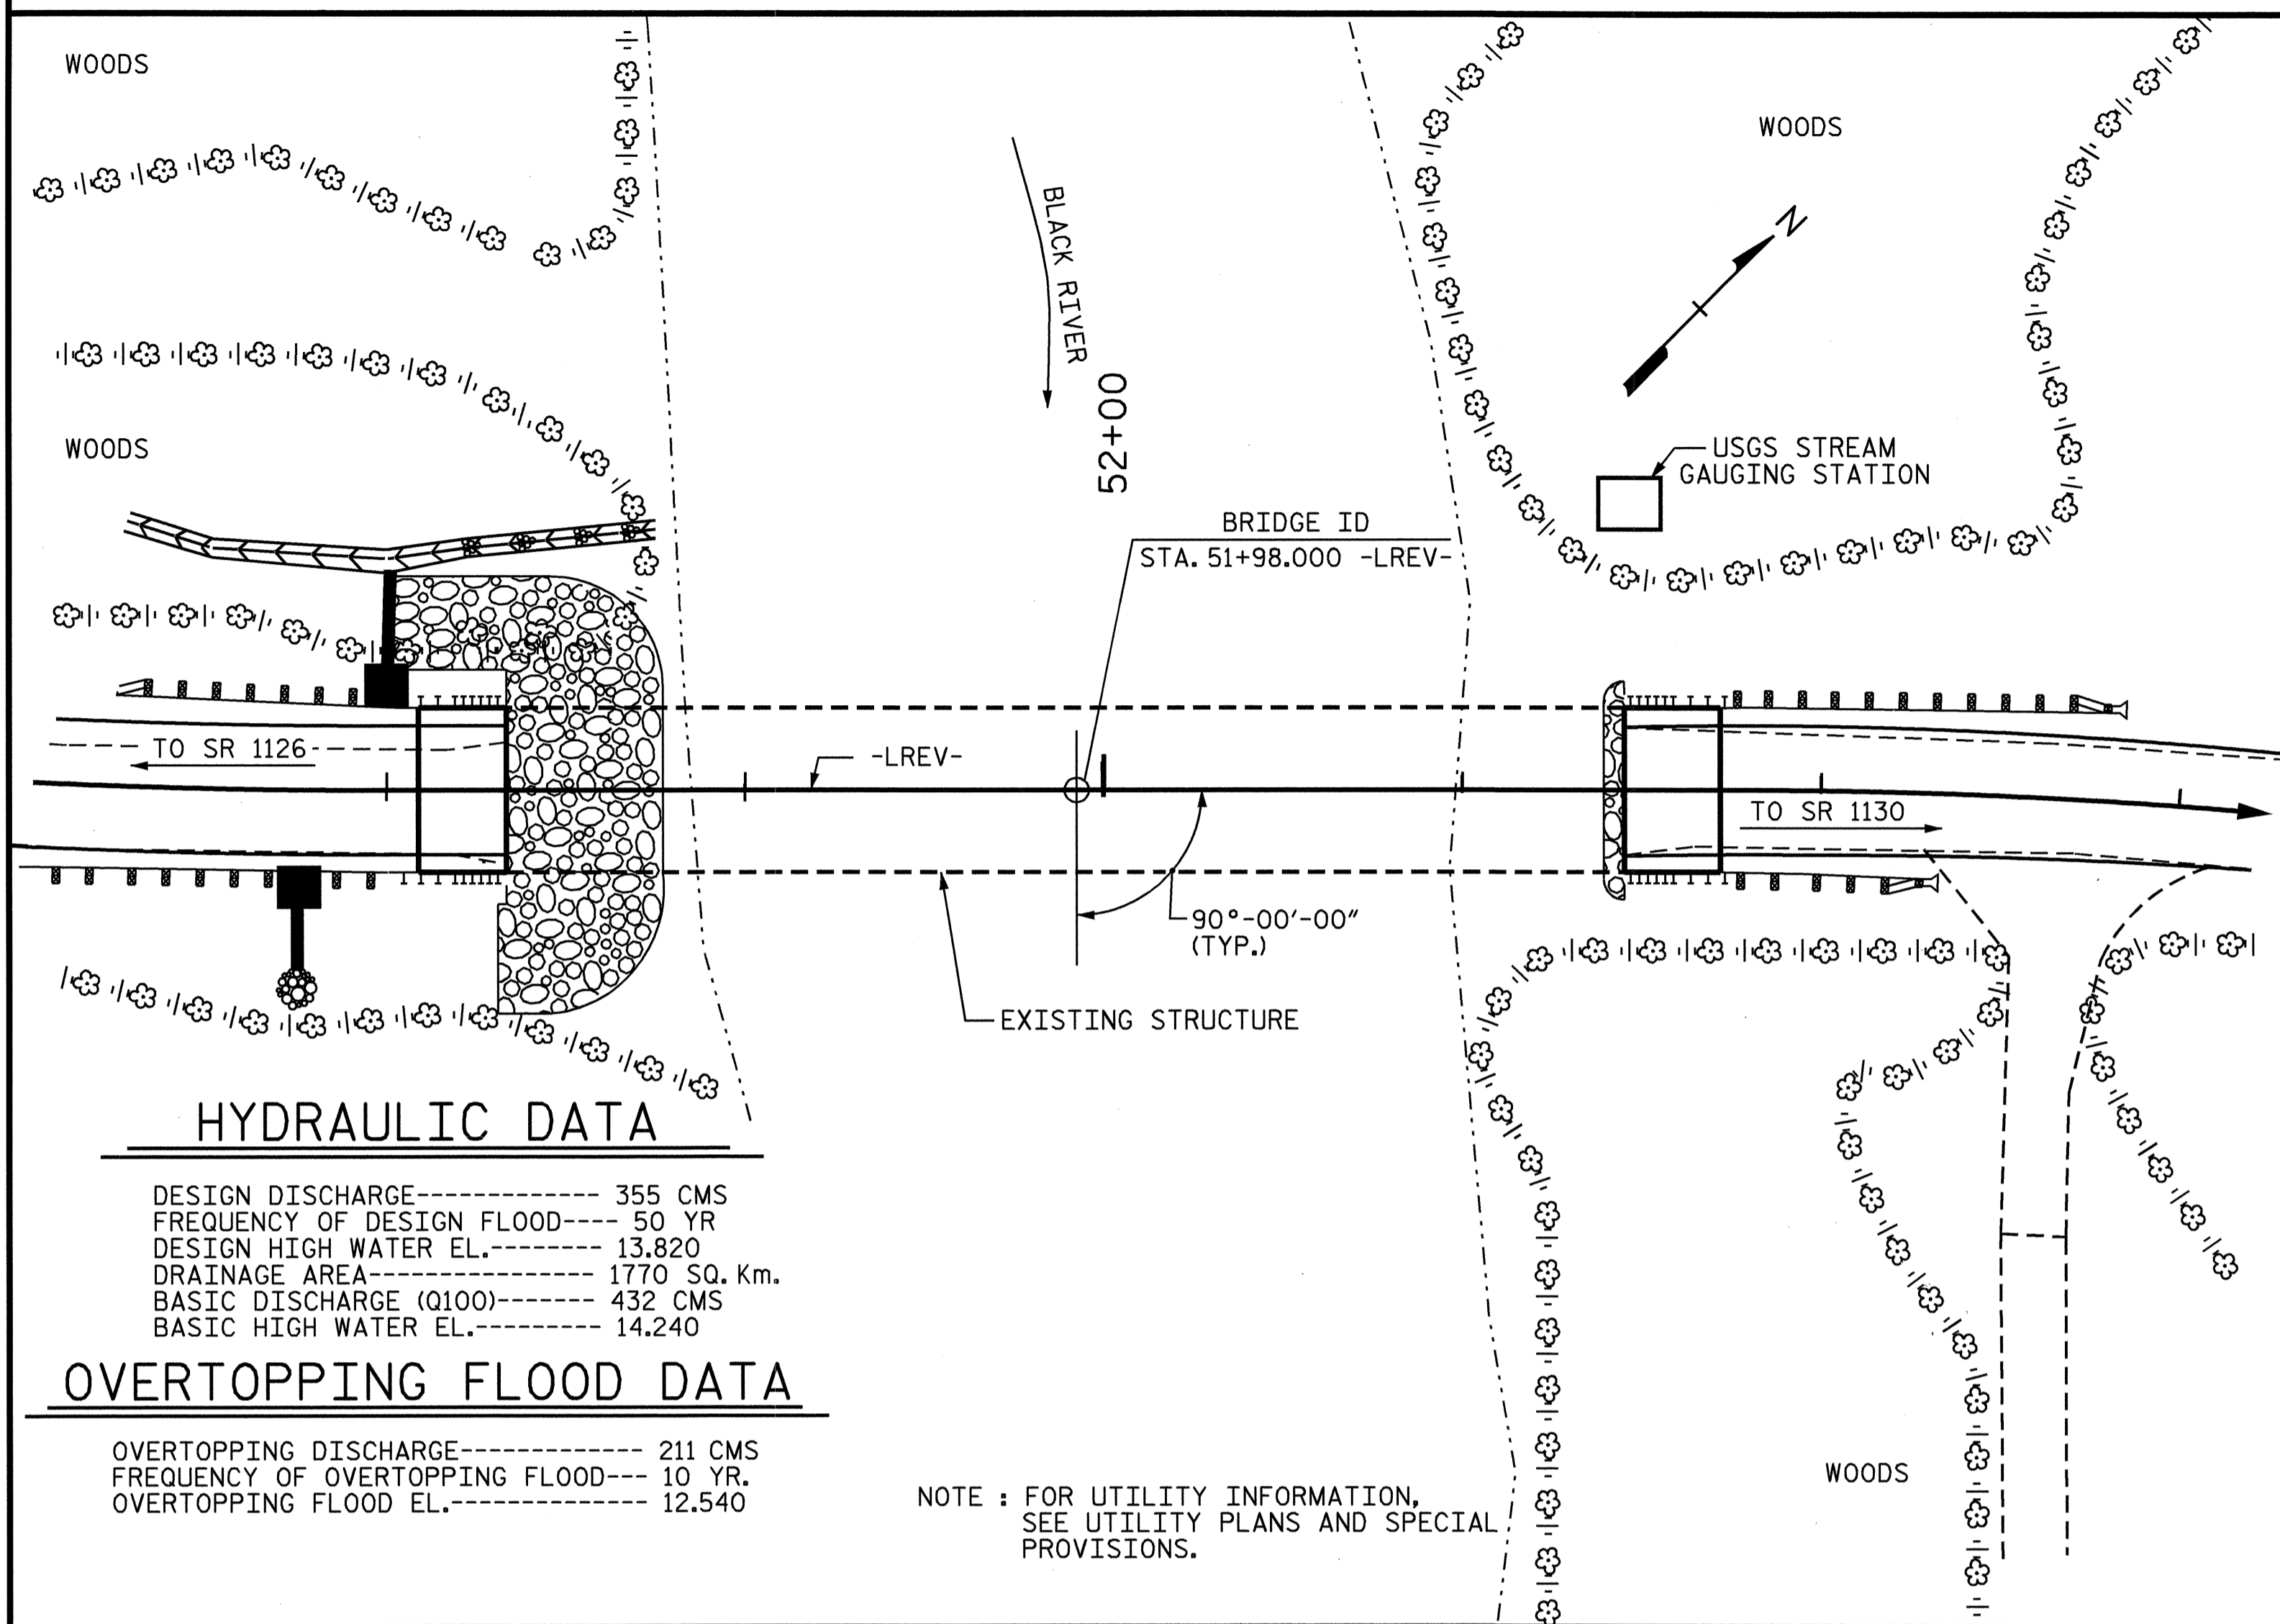 WOODS
WOODS
N
BLACK RIVER
52+00
WOODS
USGS STREAM
GAUGING STATION
BRIDGE ID
STA. 51+98.000 -LREV-
TO SR 1126
-LREV-
TO SR 1130
90°-00'-00"
(TYP.)
EXISTING STRUCTURE
HYDRAULIC DATA
DESIGN DISCHARGE------------- 355 CMS
FREQUENCY OF DESIGN FLOOD---- 50 YR
DESIGN HIGH WATER EL.-------- 13.820
DRAINAGE AREA---------------- 1770 SQ. Km.
BASIC DISCHARGE (Q100)------- 432 CMS
BASIC HIGH WATER EL.--------- 14.240
OVERTOPPING FLOOD DATA
OVERTOPPING DISCHARGE------------- 211 CMS
FREQUENCY OF OVERTOPPING FLOOD--- 10 YR.
OVERTOPPING FLOOD EL.-------------- 12.540
WOODS
NOTE : FOR UTILITY INFORMATION,
SEE UTILITY PLANS AND SPECIAL
PROVISIONS.